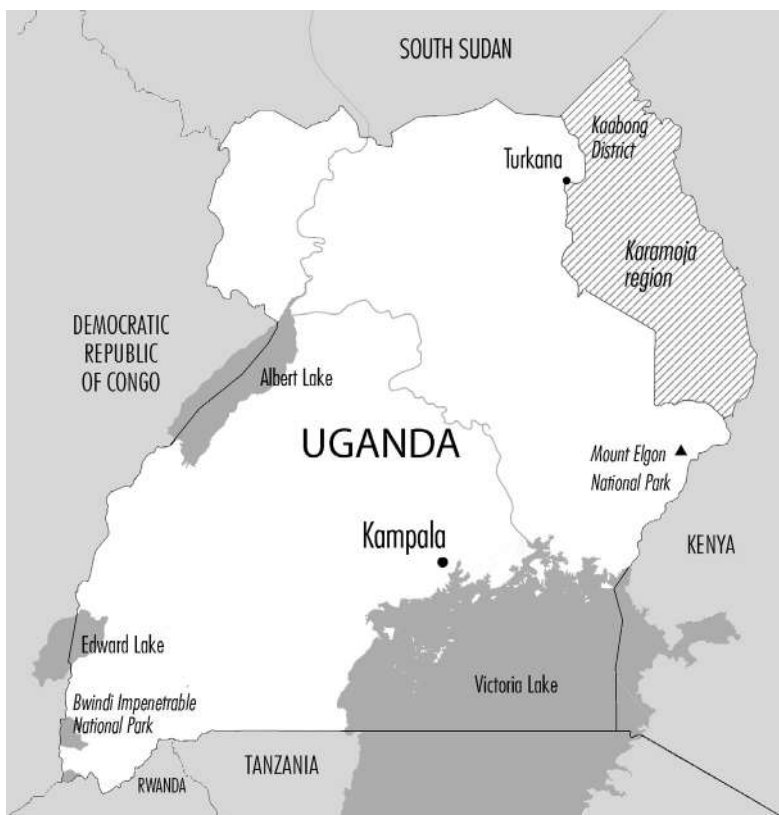 SOUTH SUDAN
Kaabong
District
Turkana
Karamoja
region
DEMOCRATIC
REPUBLIC
OF CONGO
Albert Lake
UGANDA
Mount Elgon
National Park
Kampala
KENYA
Edward Lake
Victoria Lake
Bwindi Impenetrable
National Park
TANZANIA
RWANDA